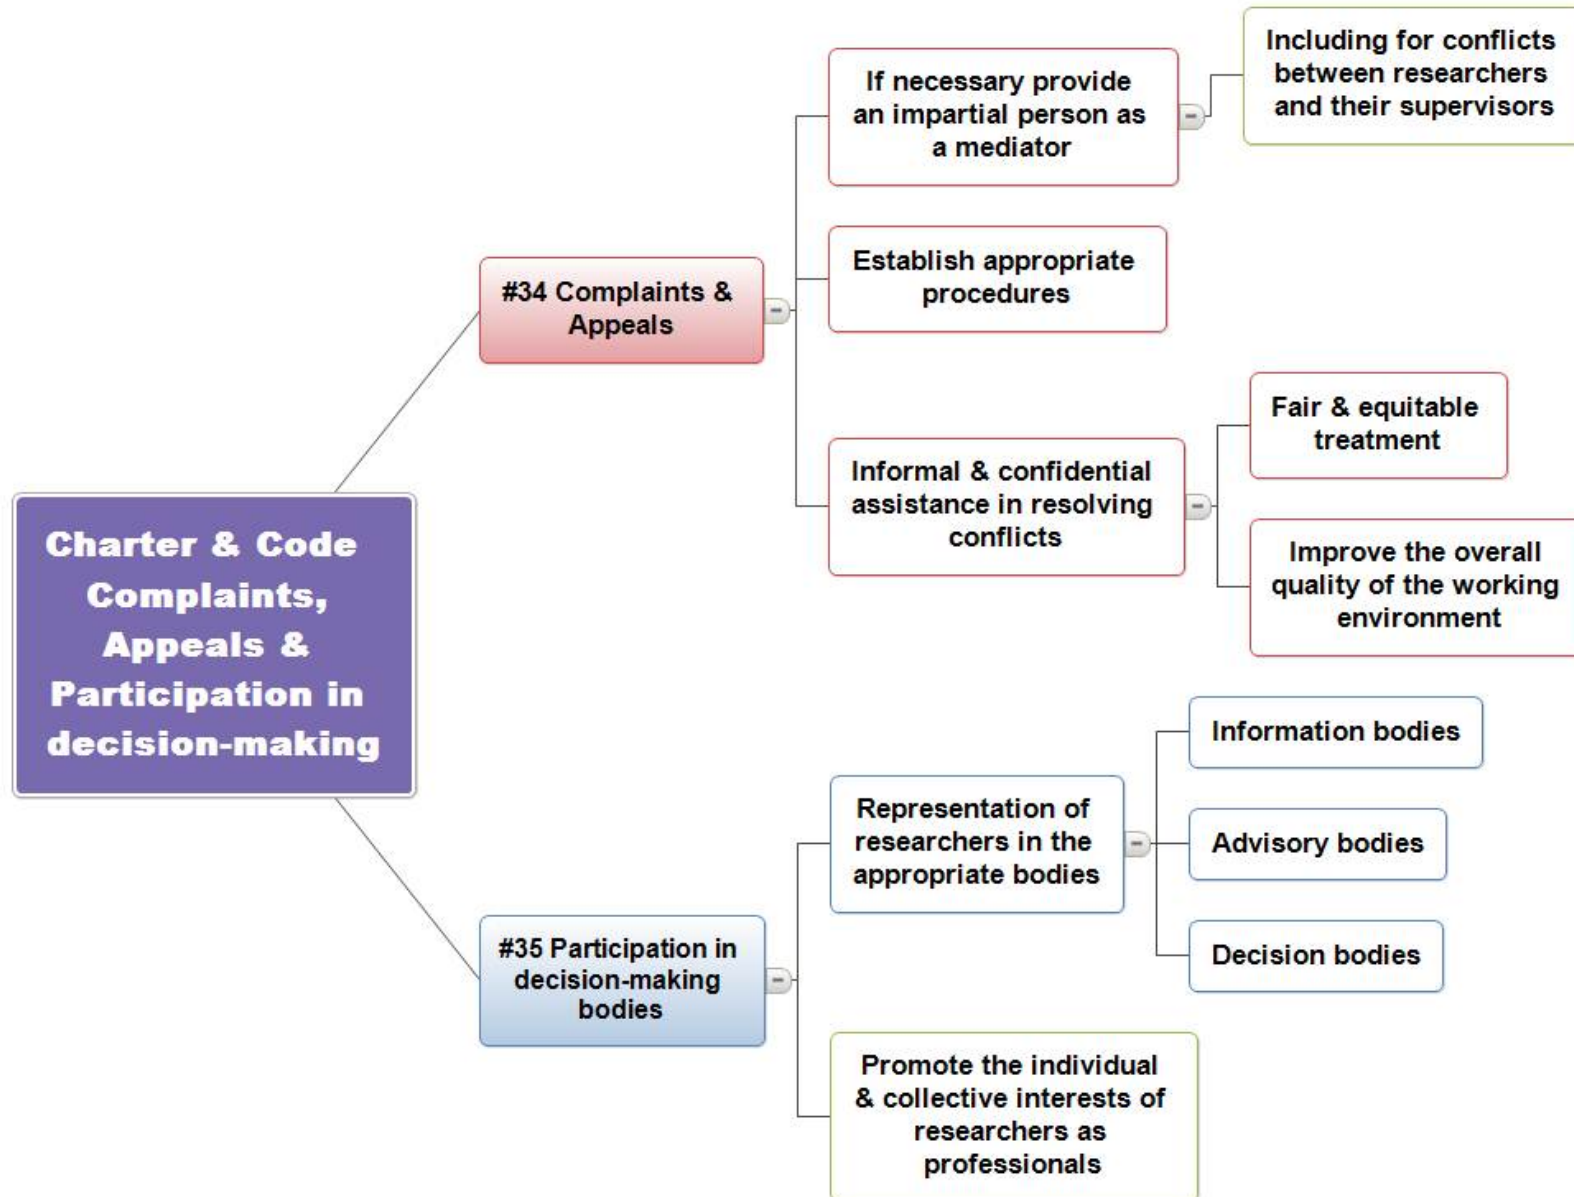 Charter & Code
Complaints,
Appeals &
Participation in
decision-making
#34 Complaints &
Appeals
If necessary provide
an impartial person as
a mediator
Including for conflicts
between researchers
and their supervisors
Establish appropriate
procedures
Informal & confidential
assistance in resolving
conflicts
Fair & equitable
treatment
Improve the overall
quality of the working
environment
#35 Participation in
decision-making
bodies
Representation of
researchers in the
appropriate bodies
Information bodies
Advisory bodies
Decision bodies
Promote the individual
& collective interests of
researchers as
professionals